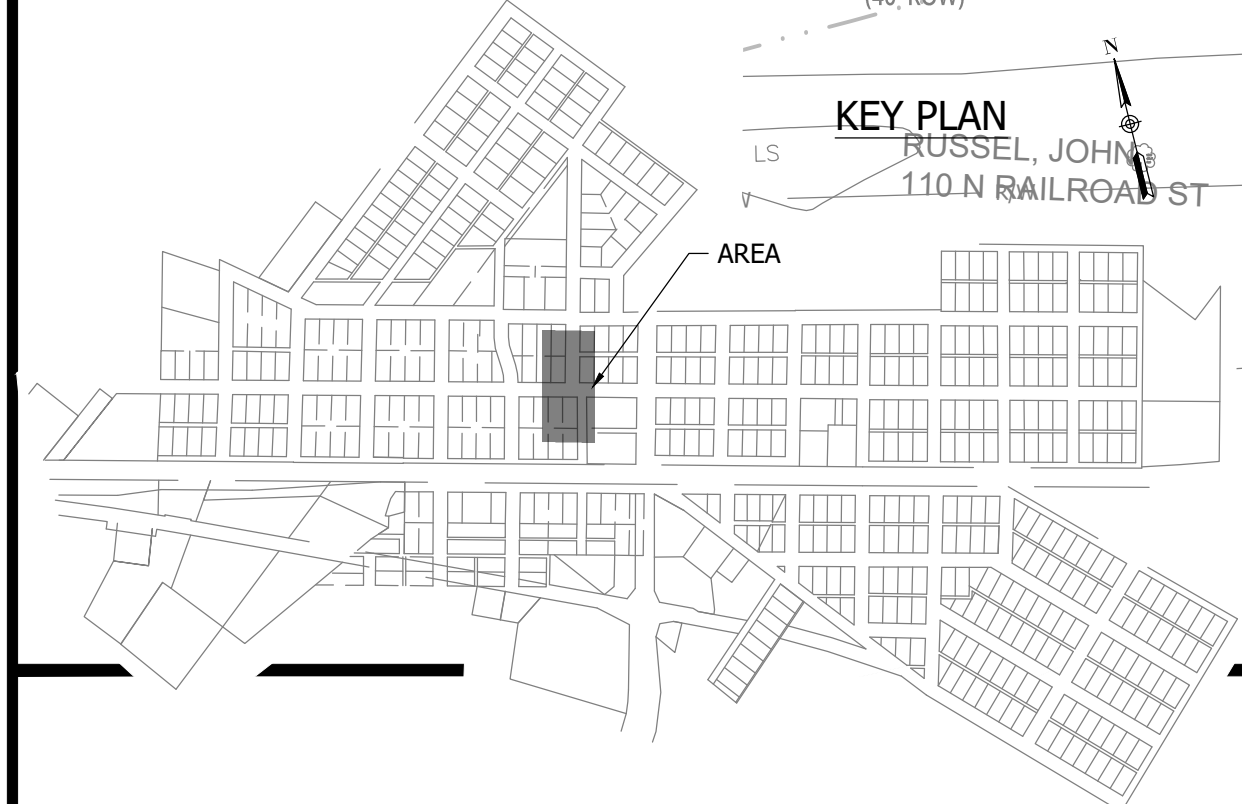 (40' ROW)
N
KEY PLAN
LS
RUSSEL, JOHN
110 N RAILROAD ST
R/W
AREA